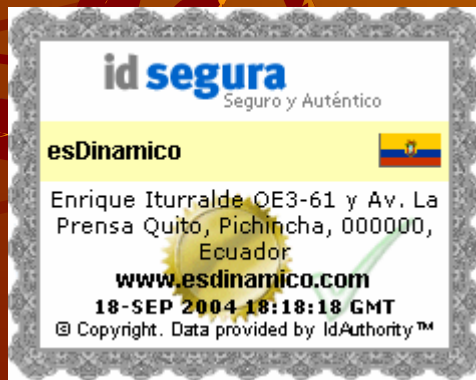 id segura
Seguro y Auténtico
esDinamico
Enrique Iturralde OE3-61 y Av. La
Prensa Quito, Pichincha, 000000,
Ecuador
www.esdinamico.com
18-SEP 2004 18:18:18 GMT
© Copyright. Data provided by IdAuthority™